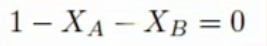 1 − X_A − X_B = 0